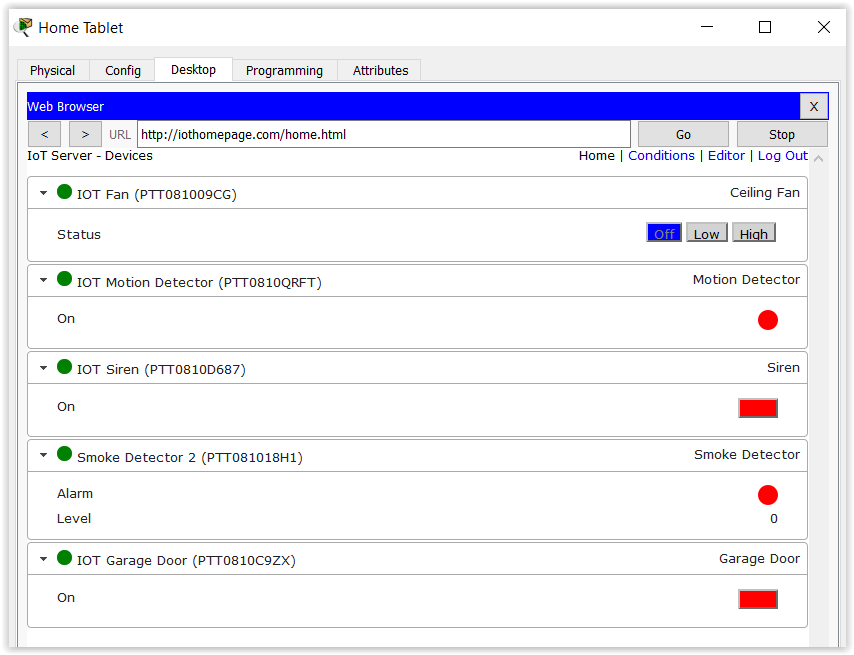 Home Tablet
Physical Config Desktop Programming Attributes
Web Browser X
< > URL http://iothomepage.com/home.html Go Stop
IoT Server - Devices Home | Conditions | Editor | Log Out
IOT Fan (PTT081009CG) Ceiling Fan
Status Off Low High
IOT Motion Detector (PTT0810QRFT) Motion Detector
On
IOT Siren (PTT0810D687) Siren
On
Smoke Detector 2 (PTT081018H1) Smoke Detector
Alarm
Level 0
IOT Garage Door (PTT0810C9ZX) Garage Door
On